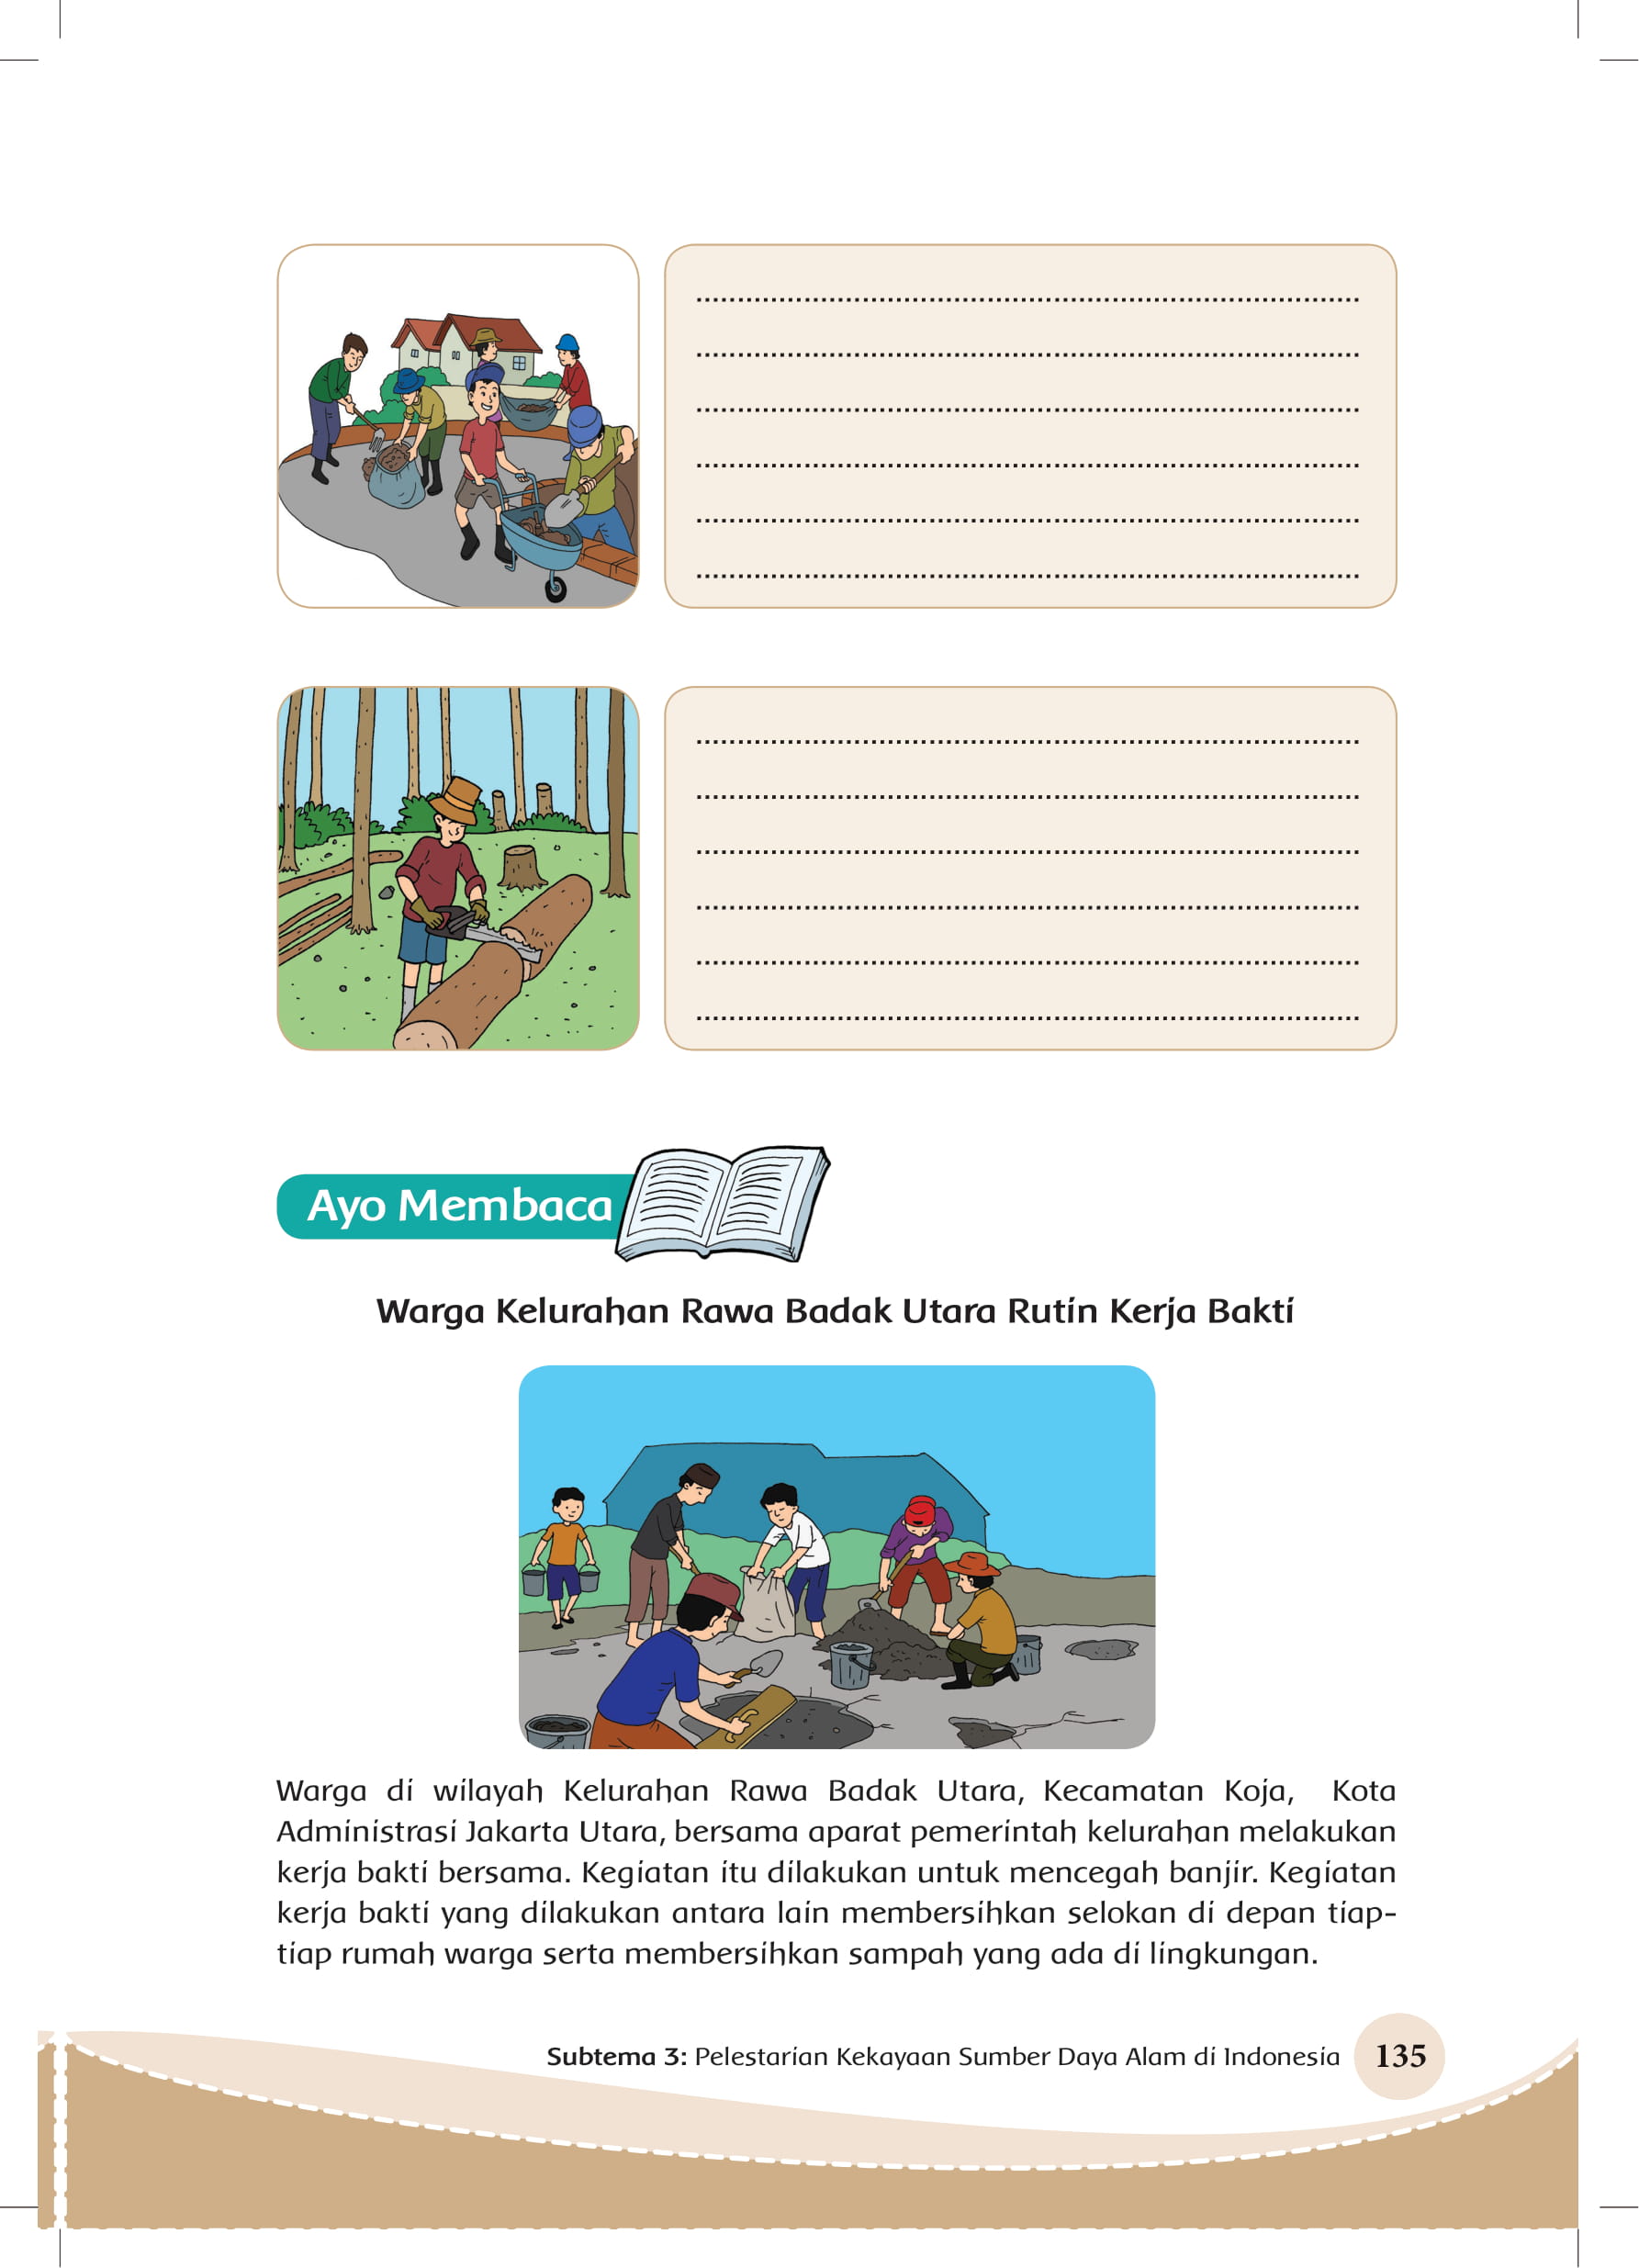 Ayo Membaca
Warga Kelurahan Rawa Badak Utara Rutin Kerja Bakti
Warga di wilayah Kelurahan Rawa Badak Utara, Kecamatan Koja, Kota
Administrasi Jakarta Utara, bersama aparat pemerintah kelurahan melakukan
kerja bakti bersama. Kegiatan itu dilakukan untuk mencegah banjir. Kegiatan
kerja bakti yang dilakukan antara lain membersihkan selokan di depan tiap-
tiap rumah warga serta membersihkan sampah yang ada di lingkungan.
Subtema 3: Pelestarian Kekayaan Sumber Daya Alam di Indonesia 135